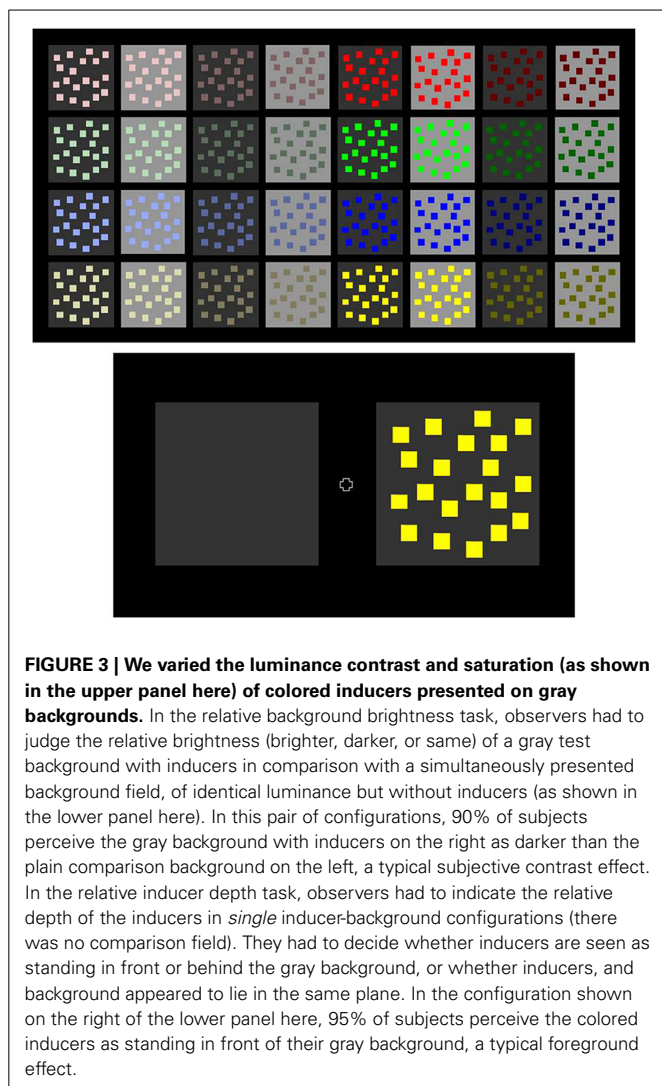 FIGURE 3 | We varied the luminance contrast and saturation (as shown
in the upper panel here) of colored inducers presented on gray
backgrounds. In the relative background brightness task, observers had to
judge the relative brightness (brighter, darker, or same) of a gray test
background with inducers in comparison with a simultaneously presented
background field, of identical luminance but without inducers (as shown in
the lower panel here). In this pair of configurations, 90% of subjects
perceive the gray background with inducers on the right as darker than the
plain comparison background on the left, a typical subjective contrast effect.
In the relative inducer depth task, observers had to indicate the relative
depth of the inducers in single inducer-background configurations (there
was no comparison field). They had to decide whether inducers are seen as
standing in front or behind the gray background, or whether inducers, and
background appeared to lie in the same plane. In the configuration shown
on the right of the lower panel here, 95% of subjects perceive the colored
inducers as standing in front of their gray background, a typical foreground
effect.